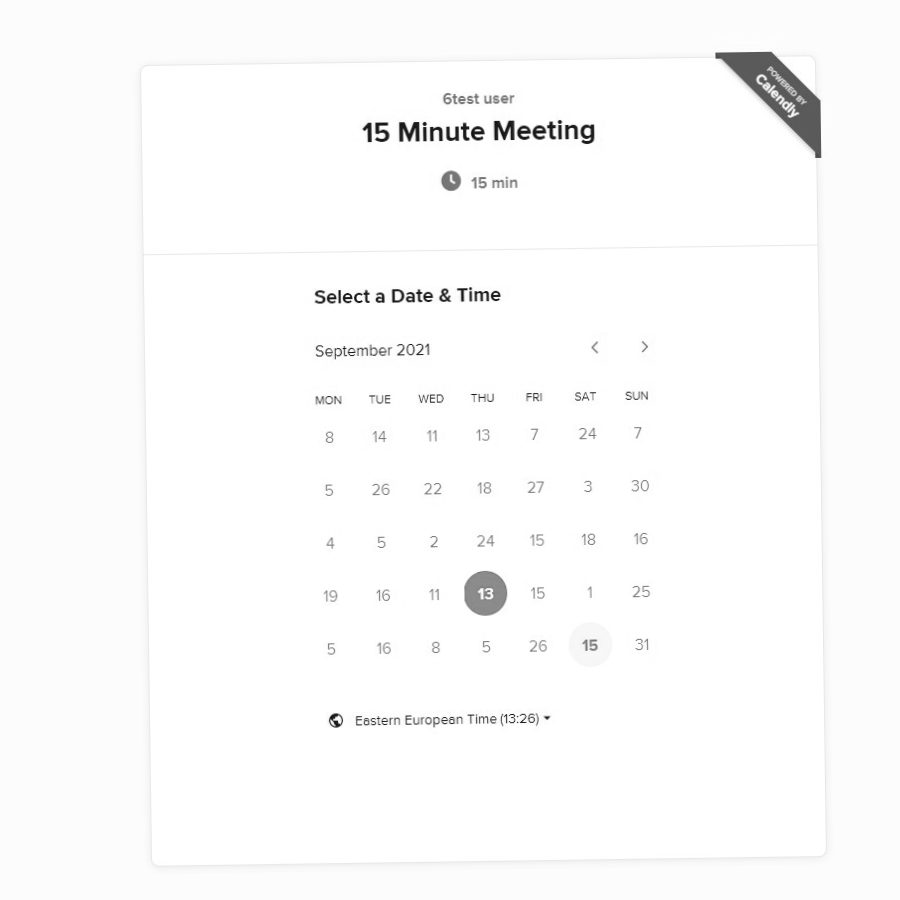 POWERED BY
Calendly
6test user
15 Minute Meeting
15 min
Select a Date & Time
September 2021
MON TUE WED THU FRI SAT SUN
8 14 11 13 7 24 7
5 26 22 18 27 3 30
4 5 2 24 15 18 16
19 16 11 13 15 1 25
5 16 8 5 26 15 31
Eastern European Time (13:26)